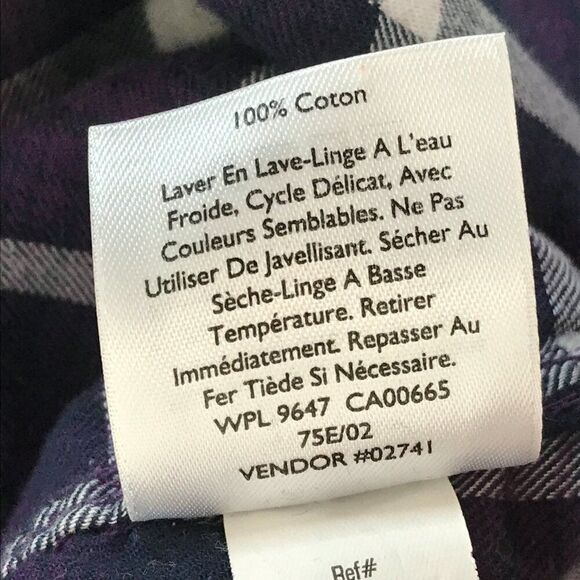 100% Coton
Laver En Lave-Linge A L'eau
Froide, Cycle Délicat, Avec
Couleurs Semblables. Ne Pas
Utiliser De Javellisant. Sécher Au
Sèche-Linge A Basse
Température. Retirer
Immédiatement. Repasser Au
Fer Tiède Si Nécessaire.
WPL 9647 CA00665
75E/02
VENDOR #02741
Ref#